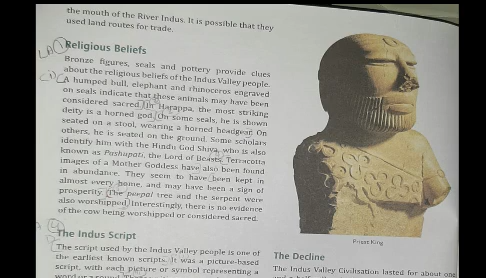 the mouth of the River Indus. It is possible that they
used land routes for trade.
Religious Beliefs
Bronze figures, seals and pottery provide clues
about the religious beliefs of the Indus Valley people.
A humped bull, elephant and rhinoceros engraved
on seals indicate that these animals may have been
considered sacred. In Harappa, the most striking
deity is a horned god. On some seals, he is shown
seated on a stool, wearing a horned headgear. On
others, he is seated on the ground. Some scholars
identify him with the Hindu God Shiva, who is also
known as Pashupati, the Lord of Beasts. Terracotta
images of a Mother Goddess have also been found
in abundance. They seem to have been kept in
almost every home, and may have been a sign of
prosperity. The peepal tree and the serpent were
also worshipped. Interestingly, there is no evidence
of the cow being worshipped or considered sacred.
The Indus Script
The script used by the Indus Valley people is one of
the earliest known scripts. It was a picture-based
script, with each picture or symbol representing a
word or a sound.
Priest King
The Decline
The Indus Valley Civilisation lasted for about one